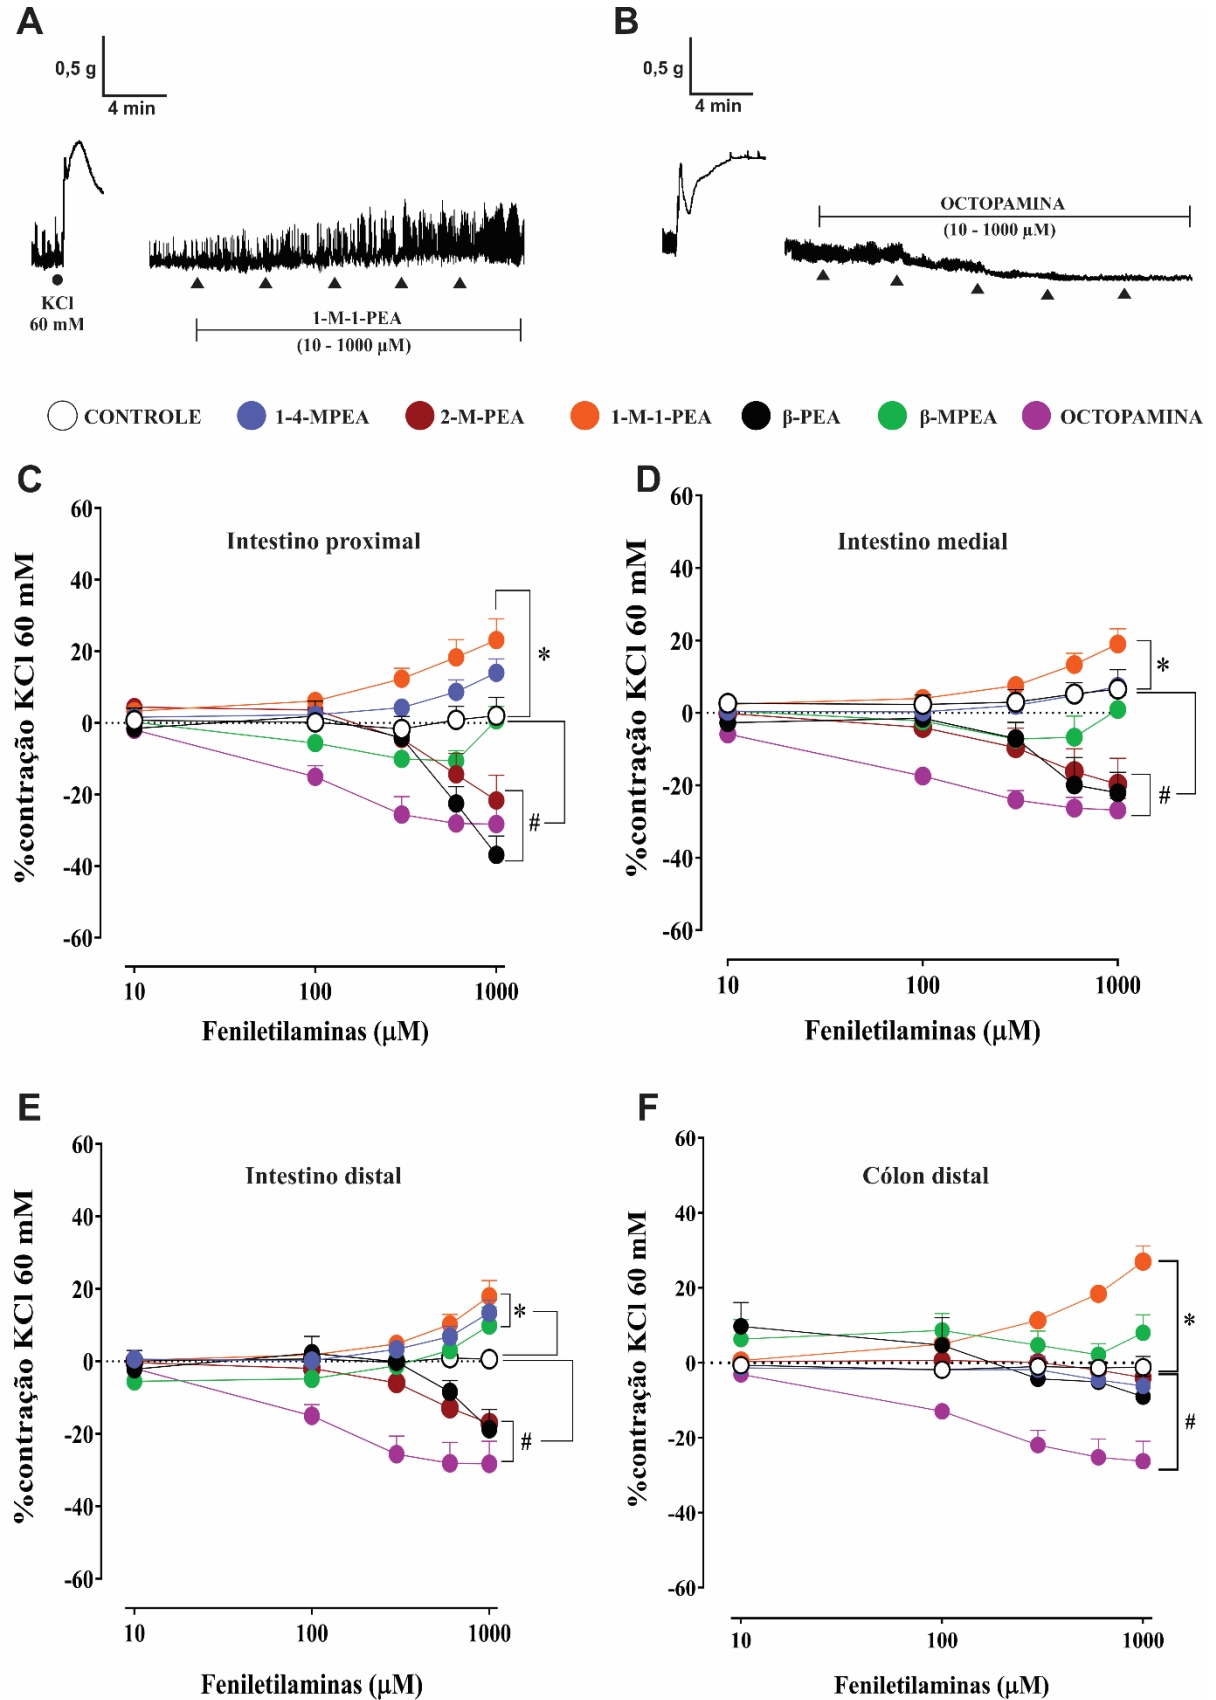 A
B
0,5 g
4 min
0,5 g
4 min
KCl
60 mM
1-M-1-PEA
(10 - 1000 µM)
OCTOPAMINA
(10 - 1000 µM)
CONTROLE 1-4-MPEA 2-M-PEA 1-M-1-PEA β-PEA β-MPEA OCTOPAMINA
C
Intestino proximal
%contração KCl 60 mM
60
40
20
0
-20
-40
-60
*
#
10 100 1000
Feniletilaminas (µM)
D
Intestino medial
%contração KCl 60 mM
60
40
20
0
-20
-40
-60
*
#
10 100 1000
Feniletilaminas (µM)
E
Intestino distal
%contração KCl 60 mM
60
40
20
0
-20
-40
-60
*
#
10 100 1000
Feniletilaminas (µM)
F
Cólon distal
%contração KCl 60 mM
60
40
20
0
-20
-40
-60
*
#
10 100 1000
Feniletilaminas (µM)